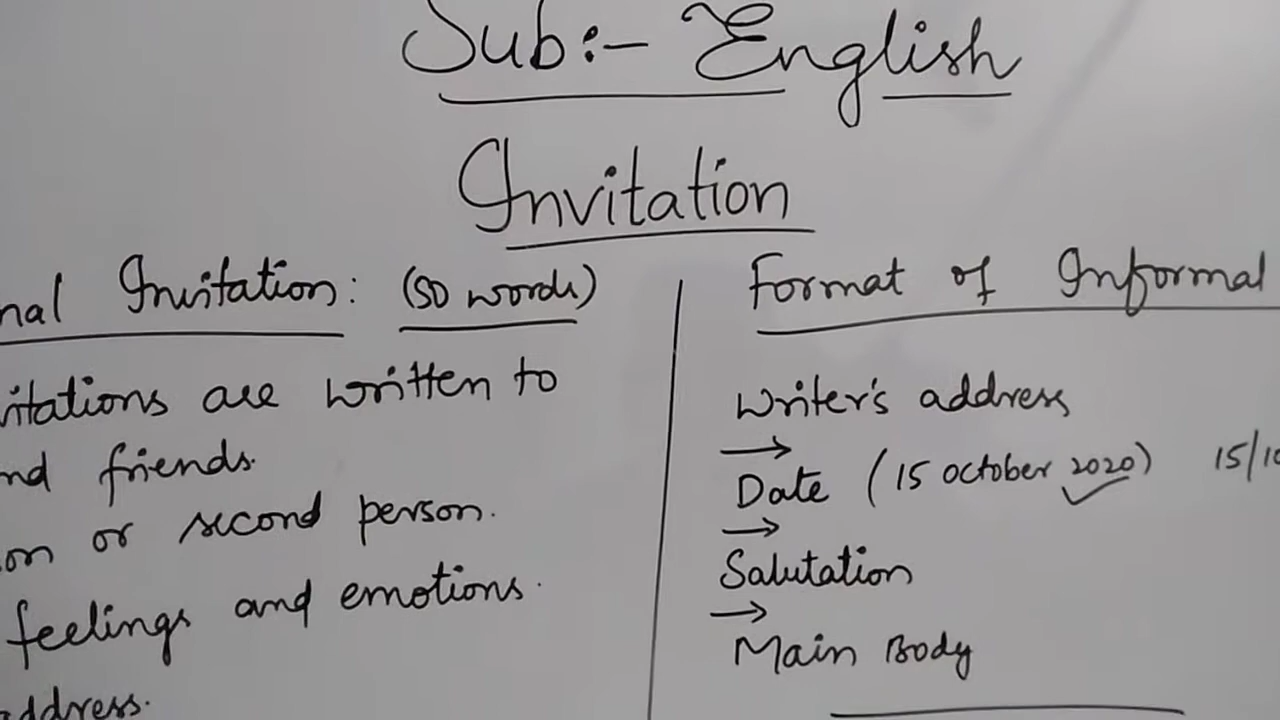 Sub:- English
Invitation
nal Invitation: (50 words)
itations are written to
nd friends.
on or second person.
feelings and emotions.
address.
Format of Informal
Writer's address
→
Date (15 October 2020) 15/10
→
Salutation
→
Main Body